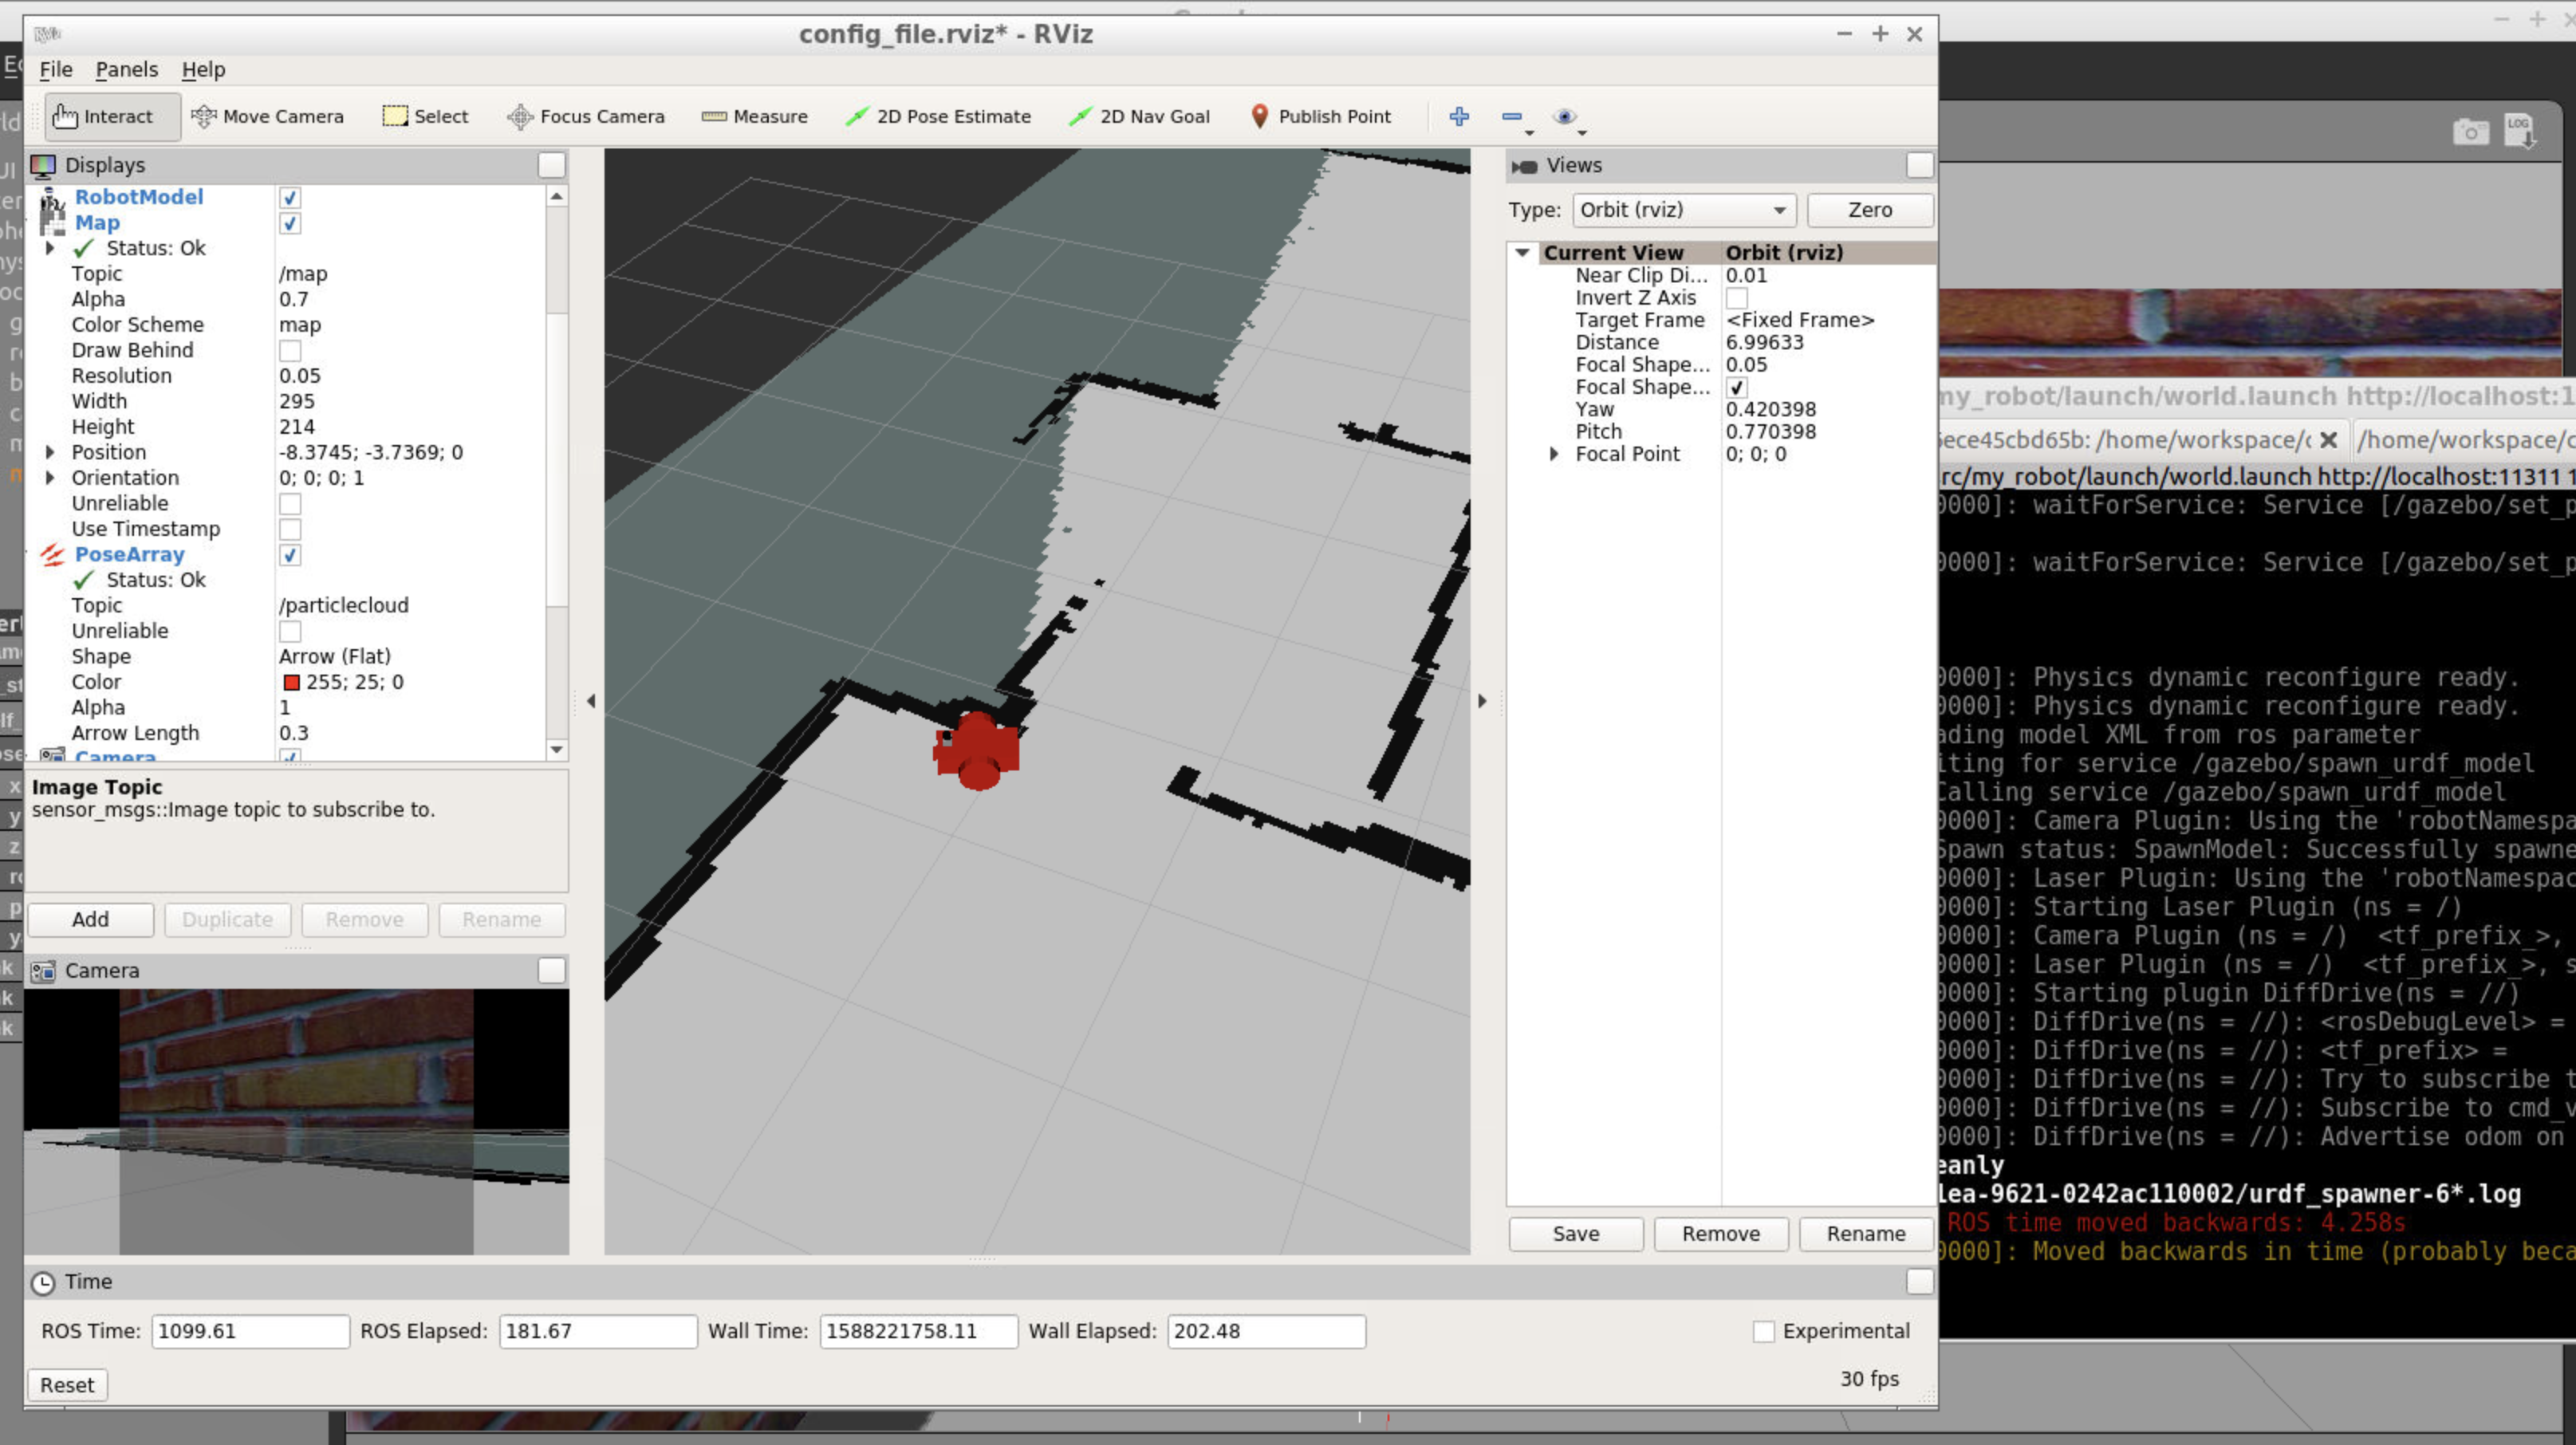 config_file.rviz* - RViz
File Panels Help
Interact Move Camera Select Focus Camera Measure 2D Pose Estimate 2D Nav Goal Publish Point
Displays
RobotModel
Map
Status: Ok
Topic /map
Alpha 0.7
Color Scheme map
Draw Behind
Resolution 0.05
Width 295
Height 214
Position -8.3745; -3.7369; 0
Orientation 0; 0; 0; 1
Unreliable
Use Timestamp
PoseArray
Status: Ok
Topic /particlecloud
Unreliable
Shape Arrow (Flat)
Color 255; 25; 0
Alpha 1
Arrow Length 0.3
Camera
Image Topic
sensor_msgs::Image topic to subscribe to.
Add Duplicate Remove Rename
Camera
Views
Type: Orbit (rviz) Zero
Current View Orbit (rviz)
Near Clip Di... 0.01
Invert Z Axis
Target Frame <Fixed Frame>
Distance 6.99633
Focal Shape... 0.05
Focal Shape...
Yaw 0.420398
Pitch 0.770398
Focal Point 0; 0; 0
Save Remove Rename
Time
ROS Time: 1099.61 ROS Elapsed: 181.67 Wall Time: 1588221758.11 Wall Elapsed: 202.48 Experimental
Reset 30 fps
LOG
my_robot/launch/world.launch http://localhost:1
ece45cbd65b: /home/workspace/c /home/workspace/c
rc/my_robot/launch/world.launch http://localhost:11311 1
0000]: waitForService: Service [/gazebo/set_p
0000]: waitForService: Service [/gazebo/set_p
0000]: Physics dynamic reconfigure ready.
0000]: Physics dynamic reconfigure ready.
ading model XML from ros parameter
iting for service /gazebo/spawn_urdf_model
Calling service /gazebo/spawn_urdf_model
0000]: Camera Plugin: Using the 'robotNamespa
Spawn status: SpawnModel: Successfully spawne
0000]: Laser Plugin: Using the 'robotNamespac
0000]: Starting Laser Plugin (ns = /)
0000]: Camera Plugin (ns = /) <tf_prefix_>,
0000]: Laser Plugin (ns = /) <tf_prefix_>, s
0000]: Starting plugin DiffDrive(ns = //)
0000]: DiffDrive(ns = //): <rosDebugLevel> =
0000]: DiffDrive(ns = //): <tf_prefix> =
0000]: DiffDrive(ns = //): Try to subscribe t
0000]: DiffDrive(ns = //): Subscribe to cmd_v
0000]: DiffDrive(ns = //): Advertise odom on
eanly
1ea-9621-0242ac110002/urdf_spawner-6*.log
ROS time moved backwards: 4.258s
0000]: Moved backwards in time (probably beca